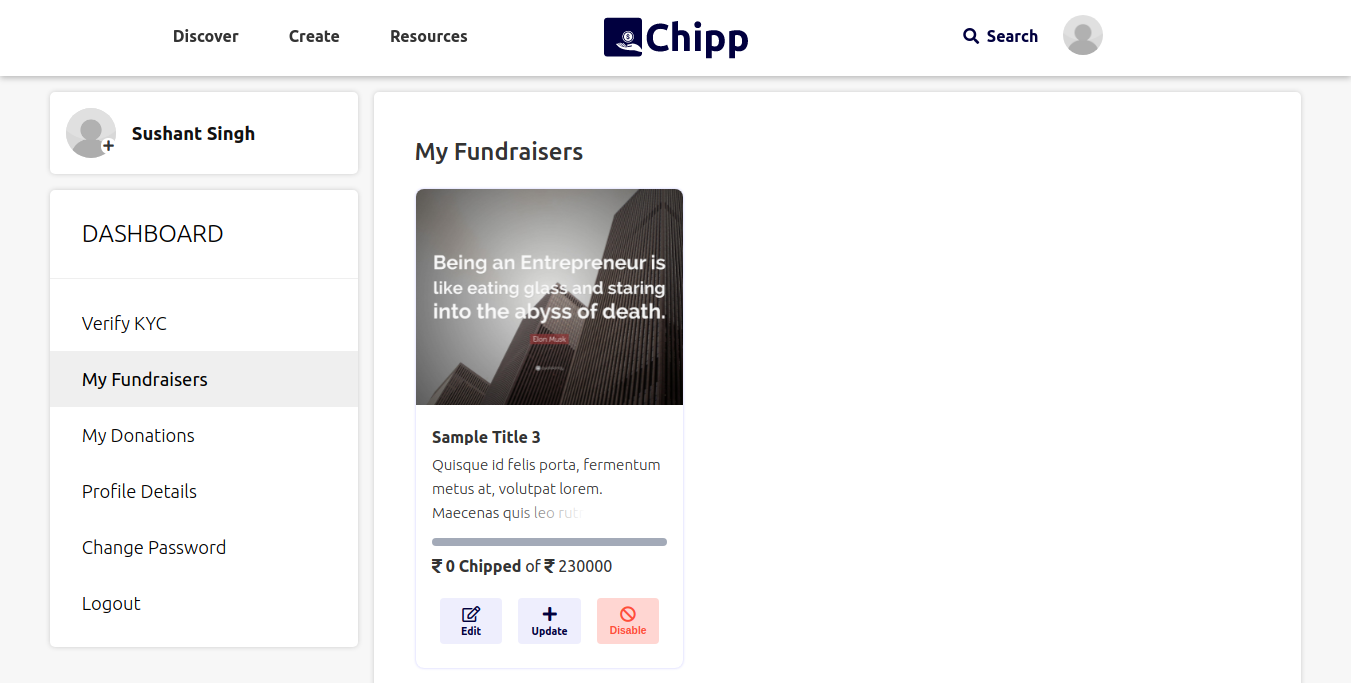 Discover Create Resources Chipp Search
Sushant Singh
DASHBOARD
Verify KYC
My Fundraisers
My Donations
Profile Details
Change Password
Logout
My Fundraisers
Being an Entrepreneur is
like eating glass and staring
into the abyss of death.
Elon Musk
Sample Title 3
Quisque id felis porta, fermentum
metus at, volutpat lorem.
Maecenas quis leo rutr
₹ 0 Chipped of ₹ 230000
Edit Update Disable